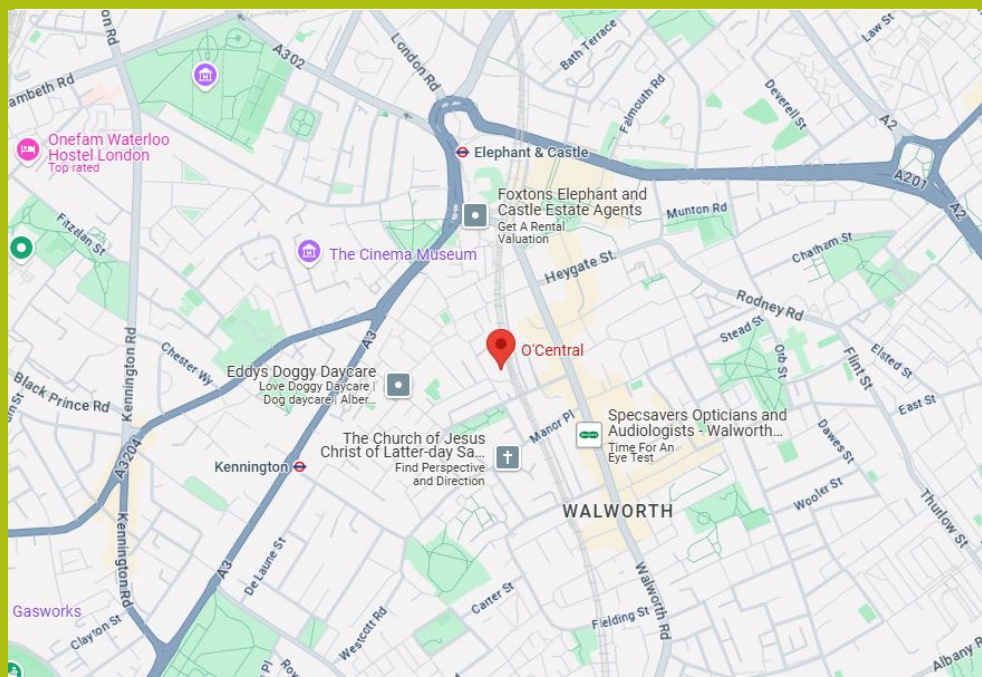 London Rd
A302
Bath Terrace
Law St
ambeth Rd
Falmouth Rd
Deverell St
A2
Onefam Waterloo
Hostel London
Top rated
Elephant & Castle
A201
A2
Foxtons Elephant and
Castle Estate Agents
Get A Rental
Valuation
Munton Rd
Fitzalan St
The Cinema Museum
Heygate St.
Chatham St
Rodney Rd
Kennington Rd
A3
Stead St
Orb St
O'Central
Chester Wy
Eddys Doggy Daycare
Love Doggy Daycare |
Dog daycare | Alber...
Flint St
Elsted St
Black Prince Rd
East St
Manor Pl
Specsavers Opticians and
Audiologists - Walworth...
Time For An
Eye Test
Dawes St
The Church of Jesus
Christ of Latter-day Sa...
Find Perspective
and Direction
A3204
Kennington
Wooler St
WALWORTH
Thurlow St
Kennington Rd
De Laune St
A3
Walworth Rd
Carter St
Gasworks
Clayton St
Westcott Rd
Fielding St
Albany R